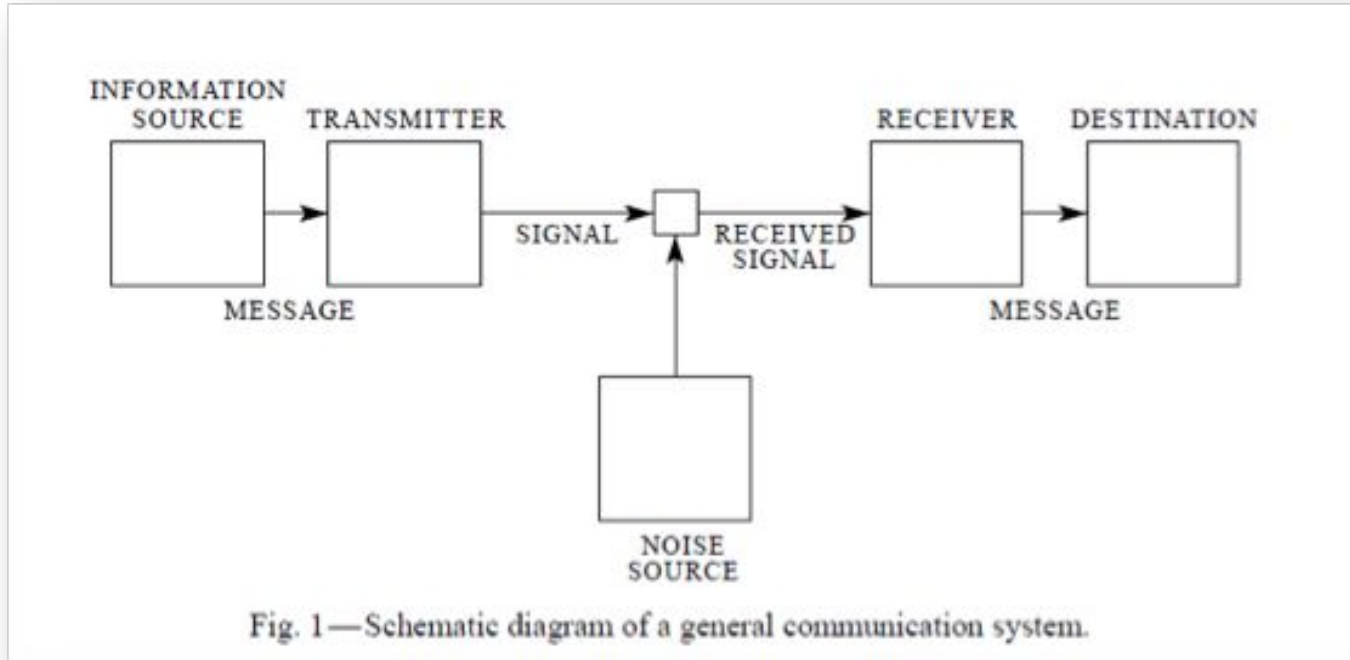 INFORMATION
SOURCE
TRANSMITTER
RECEIVER
DESTINATION
SIGNAL
RECEIVED
SIGNAL
MESSAGE
MESSAGE
NOISE
SOURCE
Fig. 1—Schematic diagram of a general communication system.